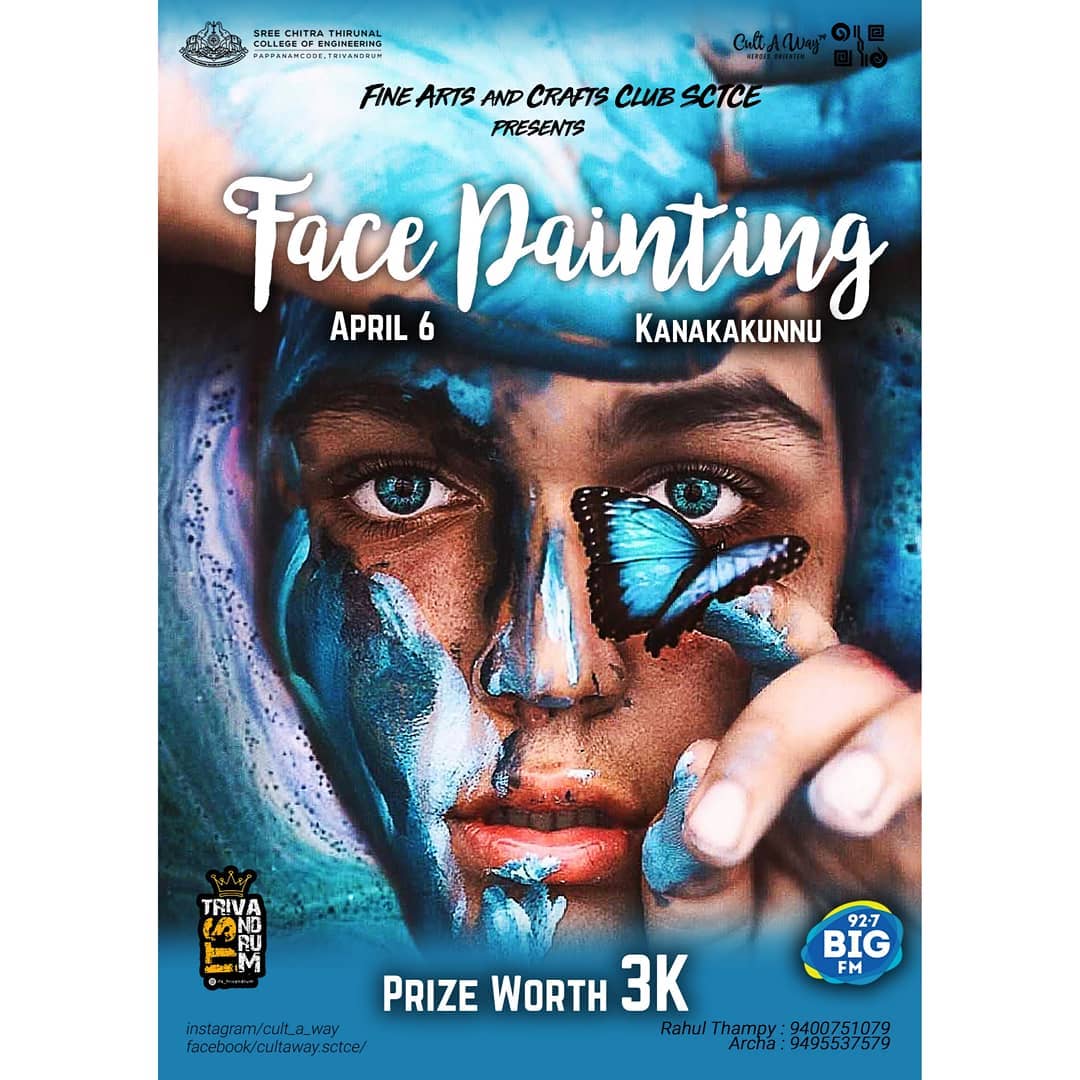 SREE CHITRA THIRUNAL
COLLEGE OF ENGINEERING
PAPPANAMCODE, TRIVANDRUM
Cult A Way
HEROES ORIENTEN
FINE ARTS AND CRAFTS CLUB SCTCE
PRESENTS
Face Painting
APRIL 6
KANAKAKUNNU
ITS
TRIVANDRUM
92.7
BIG
FM
PRIZE WORTH 3K
instagram/cult_a_way
facebook/cultaway.sctce/
Rahul Thampy : 9400751079
Archa : 9495537579